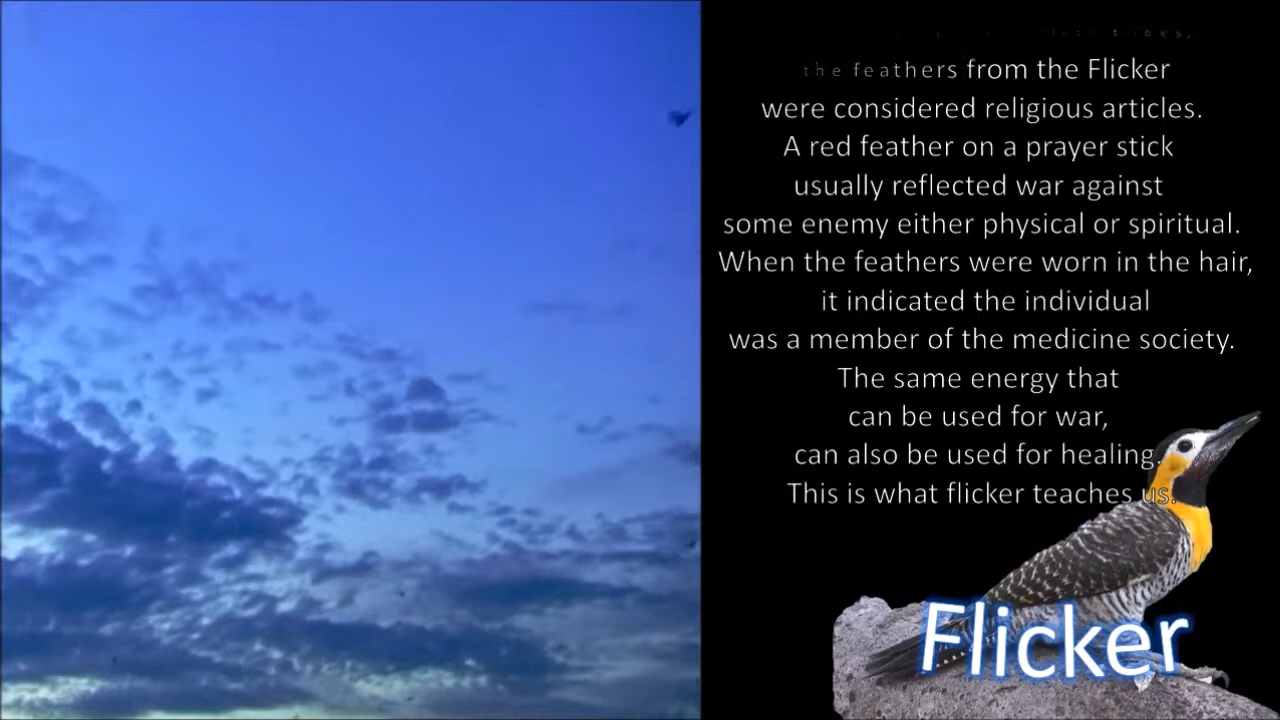 the feathers from the Flicker
were considered religious articles.
A red feather on a prayer stick
usually reflected war against
some enemy either physical or spiritual.
When the feathers were worn in the hair,
it indicated the individual
was a member of the medicine society.
The same energy that
can be used for war,
can also be used for healing.
This is what flicker teaches us.
Flicker